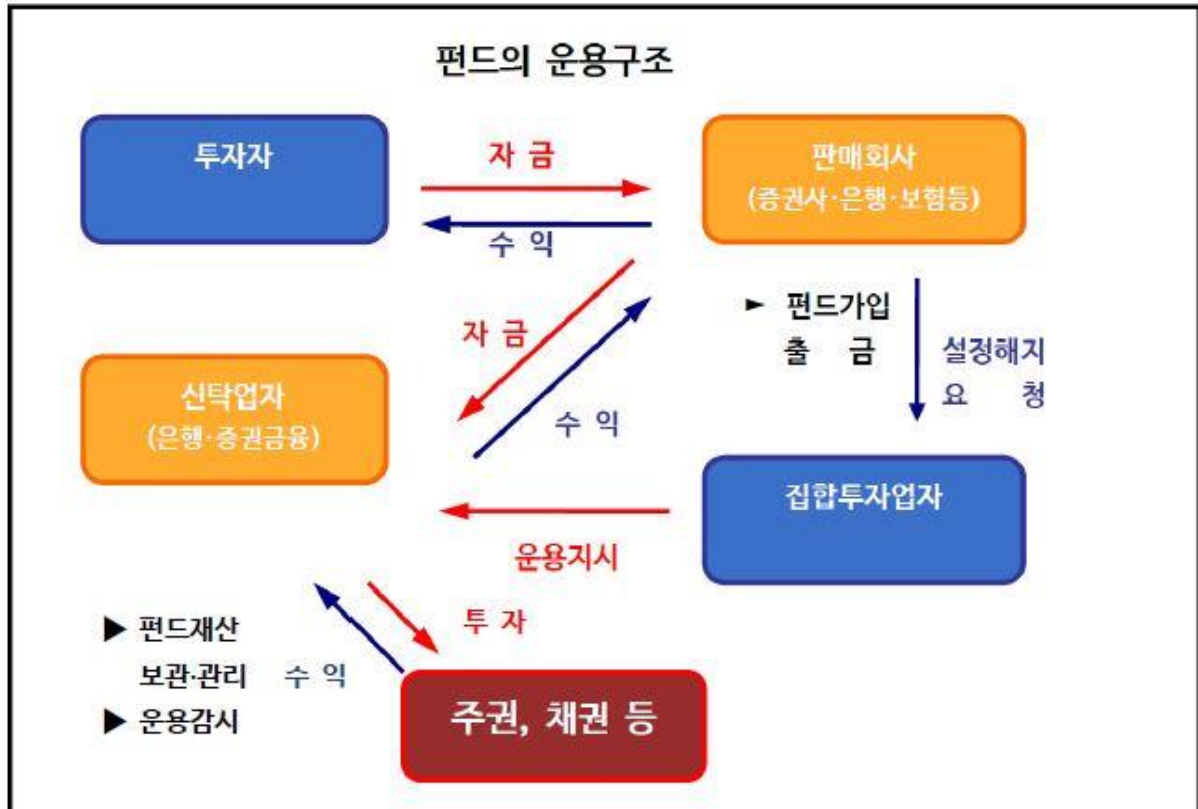 펀드의 운용구조
투자자
자 금
판매회사
(증권사·은행·보험등)
수 익
► 펀드가입
출 금
자 금
설정해지
요 청
신탁업자
(은행·증권금융)
수 익
집합투자업자
운용지시
▶ 펀드재산
보관·관리
▶ 운용감시
수 익
투 자
주권, 채권 등